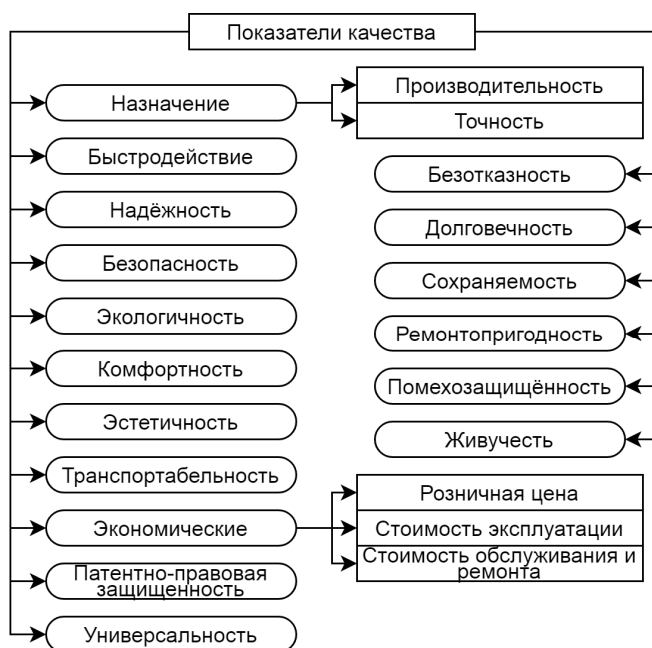 Показатели качества
Назначение
Производительность
Точность
Быстродействие
Безотказность
Надёжность
Долговечность
Безопасность
Сохраняемость
Экологичность
Ремонтопригодность
Комфортность
Помехозащищённость
Эстетичность
Живучесть
Транспортабельность
Розничная цена
Экономические
Стоимость эксплуатации
Стоимость обслуживания и
ремонта
Патентно-правовая
защищенность
Универсальность